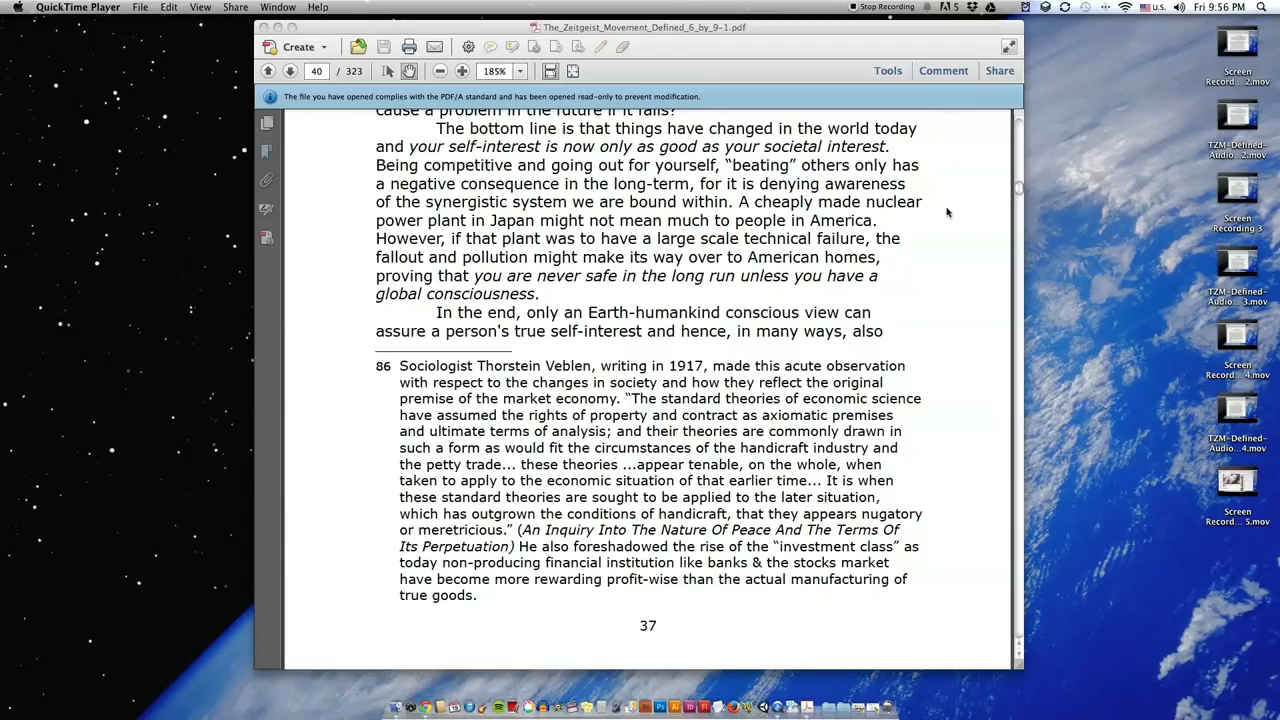 QuickTime Player File Edit View Share Window Help
Stop Recording
5
U.S.
Fri 9:56 PM
The_Zeitgeist_Movement_Defined_6_by_9-1.pdf
Create
40 / 323
185%
Tools Comment Share
The file you have opened complies with the PDF/A standard and has been opened read-only to prevent modification.
cause a problem in the future if it fails?
The bottom line is that things have changed in the world today
and your self-interest is now only as good as your societal interest.
Being competitive and going out for yourself, “beating” others only has
a negative consequence in the long-term, for it is denying awareness
of the synergistic system we are bound within. A cheaply made nuclear
power plant in Japan might not mean much to people in America.
However, if that plant was to have a large scale technical failure, the
fallout and pollution might make its way over to American homes,
proving that you are never safe in the long run unless you have a
global consciousness.
In the end, only an Earth-humankind conscious view can
assure a person's true self-interest and hence, in many ways, also
86 Sociologist Thorstein Veblen, writing in 1917, made this acute observation
with respect to the changes in society and how they reflect the original
premise of the market economy. “The standard theories of economic science
have assumed the rights of property and contract as axiomatic premises
and ultimate terms of analysis; and their theories are commonly drawn in
such a form as would fit the circumstances of the handicraft industry and
the petty trade... these theories ...appear tenable, on the whole, when
taken to apply to the economic situation of that earlier time... It is when
these standard theories are sought to be applied to the later situation,
which has outgrown the conditions of handicraft, that they appears nugatory
or meretricious.” (An Inquiry Into The Nature Of Peace And The Terms Of
Its Perpetuation) He also foreshadowed the rise of the “investment class” as
today non-producing financial institution like banks & the stocks market
have become more rewarding profit-wise than the actual manufacturing of
true goods.
37
Screen
Record... 2.mov
TZM-Defined-
Audio...2.mov
Screen
Recording 3
TZM-Defined-
Audio...3.mov
Screen
Record... 4.mov
TZM-Defined-
Audio...4.mov
Screen
Record... 5.mov